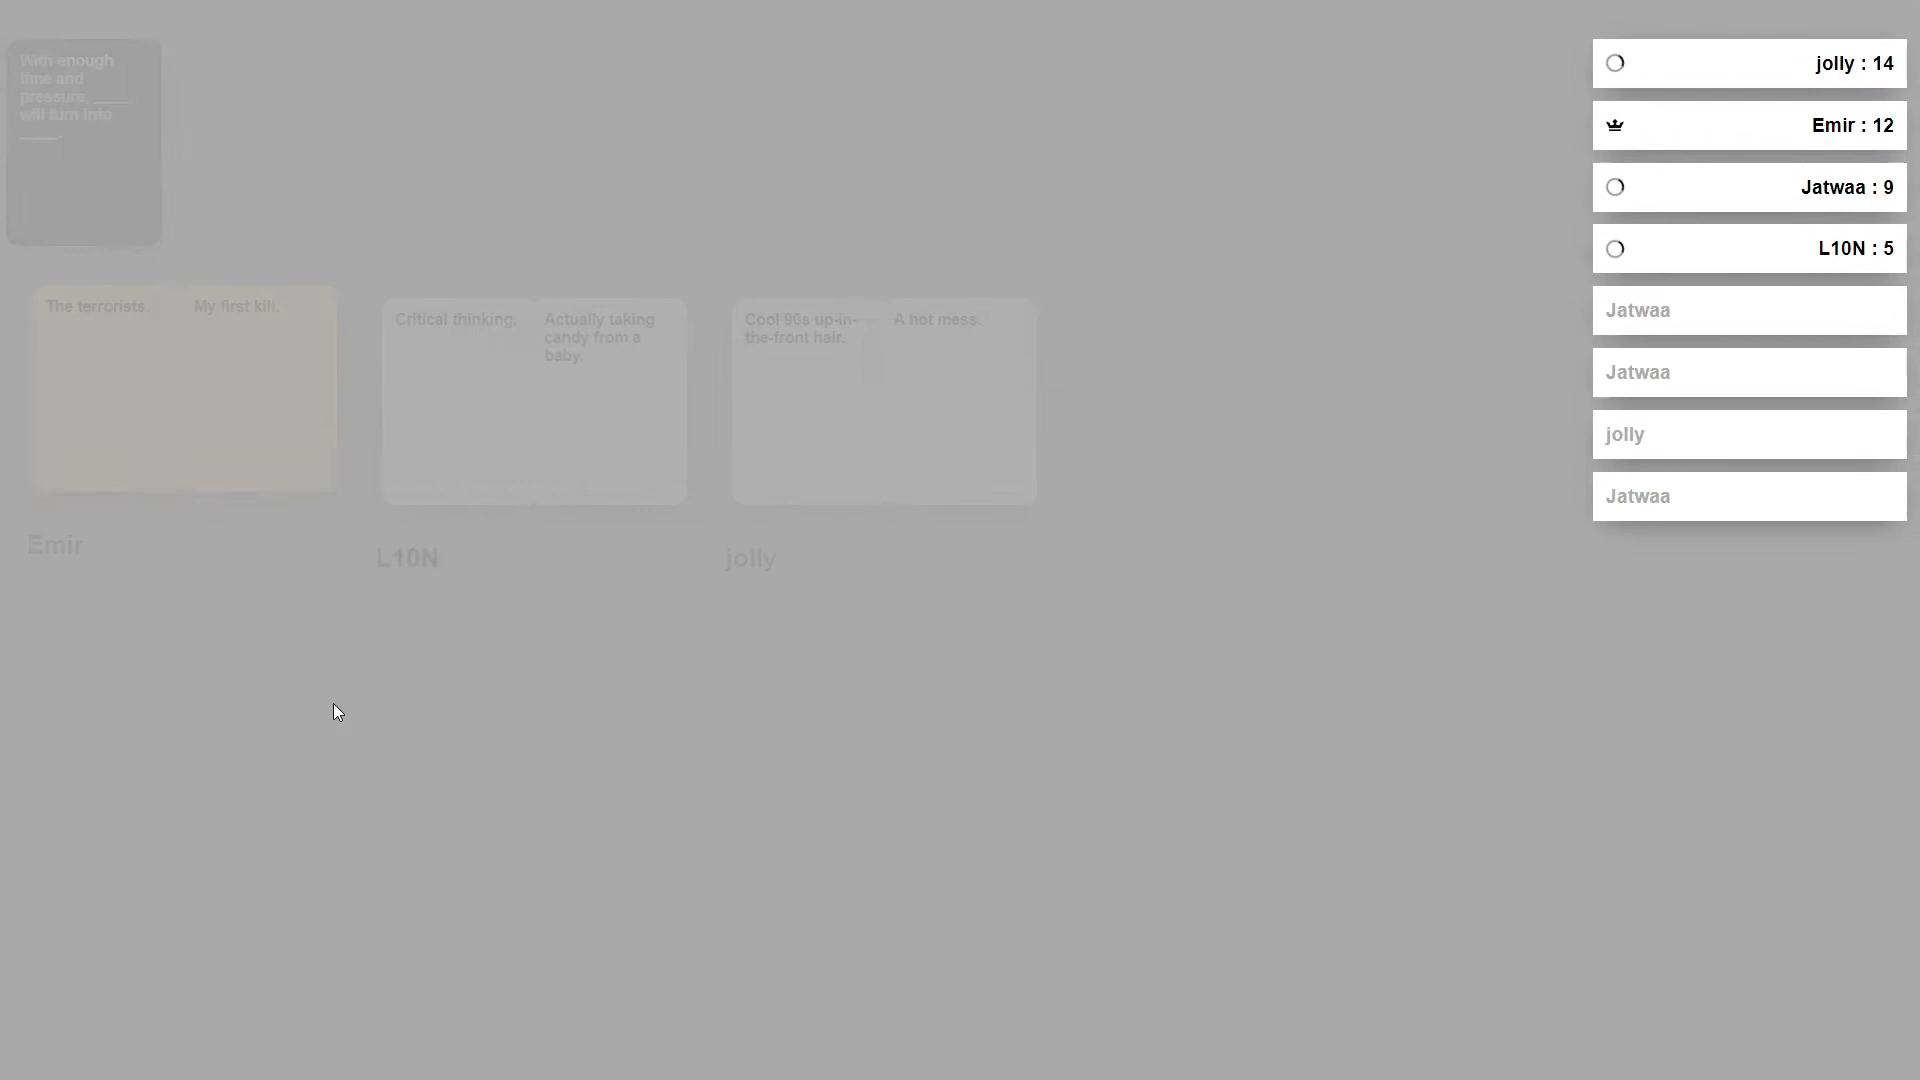 With enough
time and
pressure, _____
will turn into
_____.
The terrorists.
My first kill.
Critical thinking.
Actually taking
candy from a
baby.
Cool 90s up-in-
the-front hair.
A hot mess.
Emir
L10N
jolly
jolly : 14
Emir : 12
Jatwaa : 9
L10N : 5
Jatwaa
Jatwaa
jolly
Jatwaa